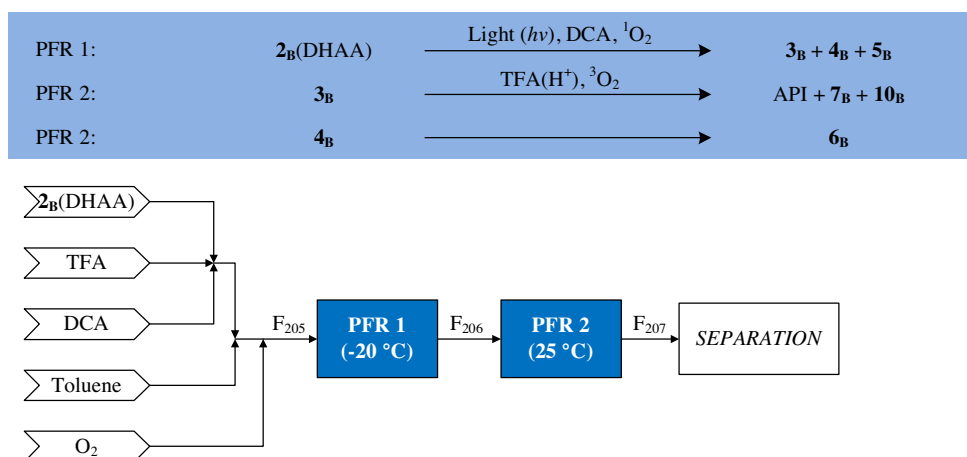 PFR 1: 2B(DHAA) Light (hv), DCA, ¹O₂ 3B + 4B + 5B
PFR 2: 3B TFA(H⁺), ³O₂ API + 7B + 10B
PFR 2: 4B 6B
2B(DHAA)
TFA
DCA
Toluene
O₂
F₂₀₅
PFR 1
(-20 °C)
F₂₀₆
PFR 2
(25 °C)
F₂₀₇
SEPARATION